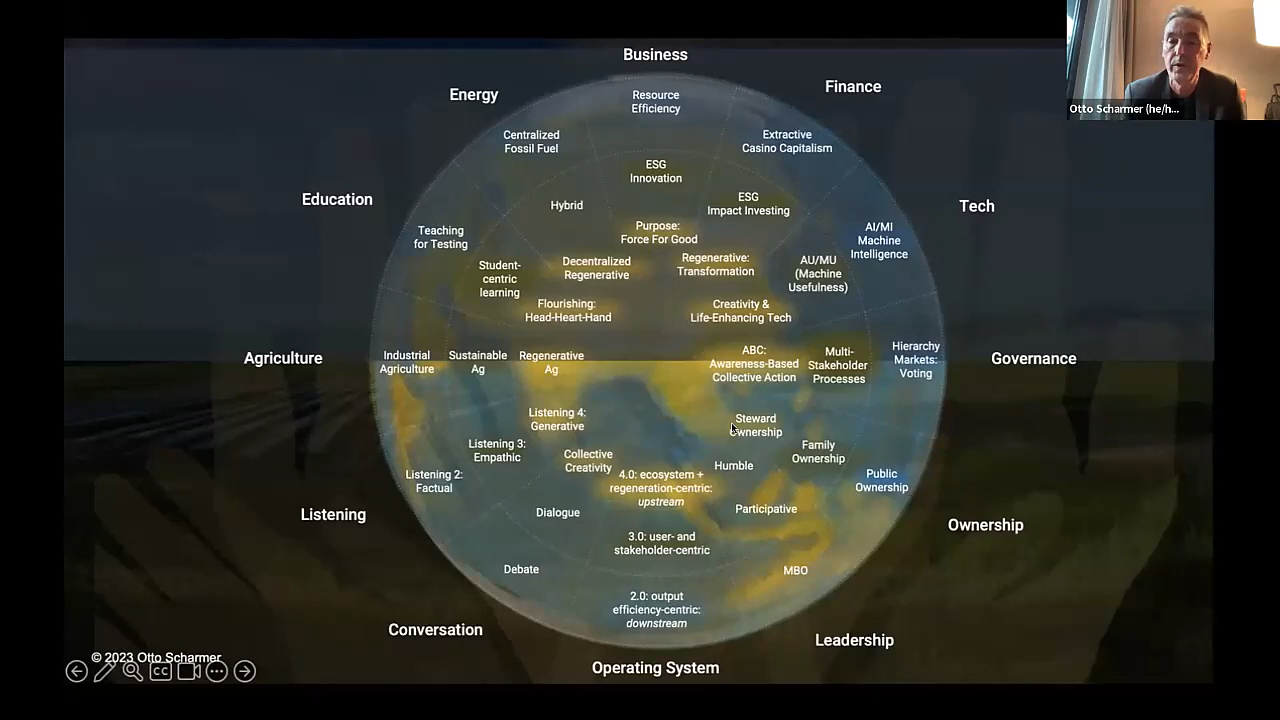 Business
Finance
Energy
Resource
Efficiency
Centralized
Fossil Fuel
Extractive
Casino Capitalism
Otto Scharmer (he/h...
ESG
Innovation
Education
Hybrid
ESG
Impact Investing
Tech
Teaching
for Testing
Purpose:
Force For Good
AI/MI
Machine
Intelligence
Student-
centric
learning
Decentralized
Regenerative
Regenerative:
Transformation
AU/MU
(Machine
Usefulness)
Flourishing:
Head-Heart-Hand
Creativity &
Life-Enhancing Tech
Agriculture
Industrial
Agriculture
Sustainable
Ag
Regenerative
Ag
ABC:
Awareness-Based
Collective Action
Multi-
Stakeholder
Processes
Hierarchy
Markets:
Voting
Governance
Listening 4:
Generative
Steward
Ownership
Listening 3:
Empathic
Collective
Creativity
Humble
Family
Ownership
Listening 2:
Factual
4.0: ecosystem +
regeneration-centric:
upstream
Public
Ownership
Listening
Dialogue
Participative
Ownership
3.0: user- and
stakeholder-centric
Debate
MBO
2.0: output
efficiency-centric:
downstream
Conversation
Leadership
Operating System
© 2023 Otto Scharmer
CC